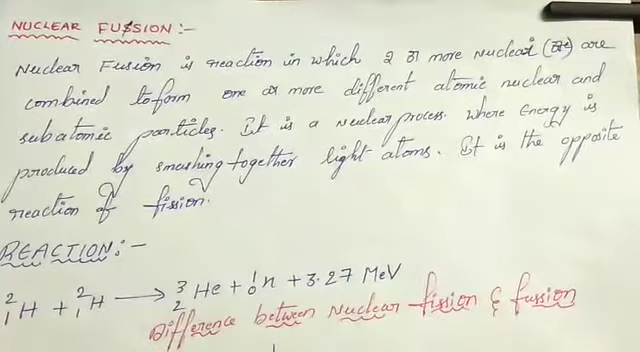 NUCLEAR FUSSION:-
Nuclear Fusion is reaction in which 2 or more Nuclei are
combined to form one or more different atomic nuclear and
subatomic particles. It is a nuclear process. Where Energy is
produced by smashing together light atoms. It is the opposite
reaction of fission.
REACTION:-
²₁H + ²₁H ⟶ ³₂He + ¹₀n + 3.27 MeV
Difference between Nuclear fission & fussion